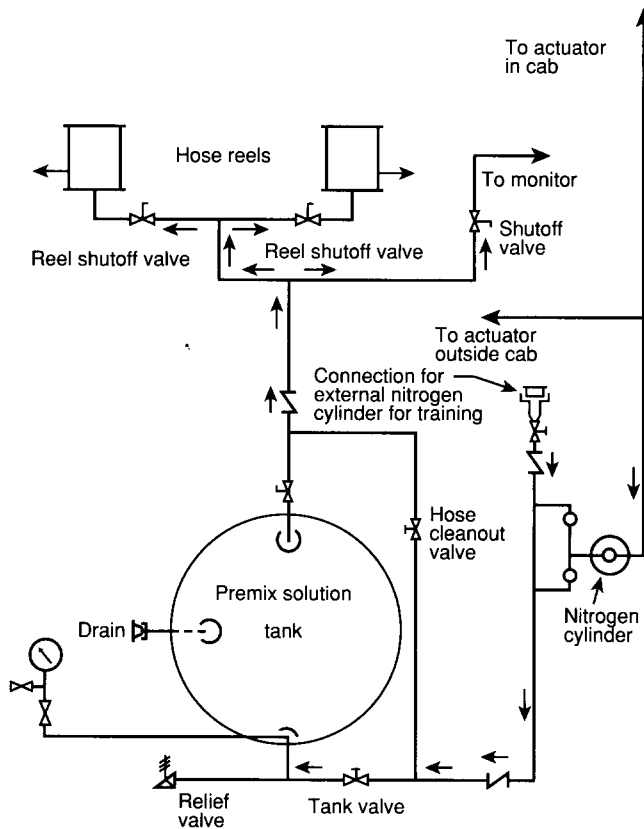 To actuator
in cab
Hose reels
To monitor
Reel shutoff valve
Reel shutoff valve
Shutoff
valve
To actuator
outside cab
Connection for
external nitrogen
cylinder for training
Hose
cleanout
valve
Premix solution
tank
Drain
Nitrogen
cylinder
Relief
valve
Tank valve